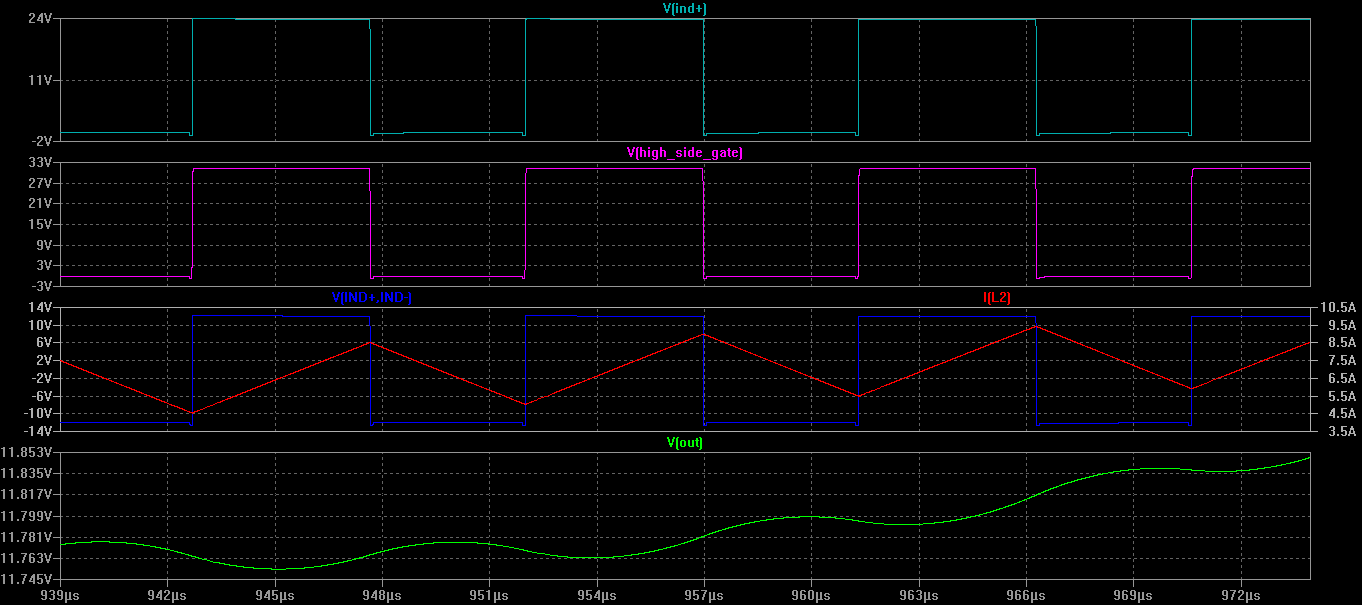 V(ind+)
24V
11V
-2V
V(high_side_gate)
33V
27V
21V
15V
9V
3V
-3V
V(IND+,IND-) I(L2)
14V 10.5A
10V 9.5A
6V 8.5A
2V 7.5A
-2V 6.5A
-6V 5.5A
-10V 4.5A
-14V 3.5A
V(out)
11.853V
11.835V
11.817V
11.799V
11.781V
11.763V
11.745V
939µs 942µs 945µs 948µs 951µs 954µs 957µs 960µs 963µs 966µs 969µs 972µs